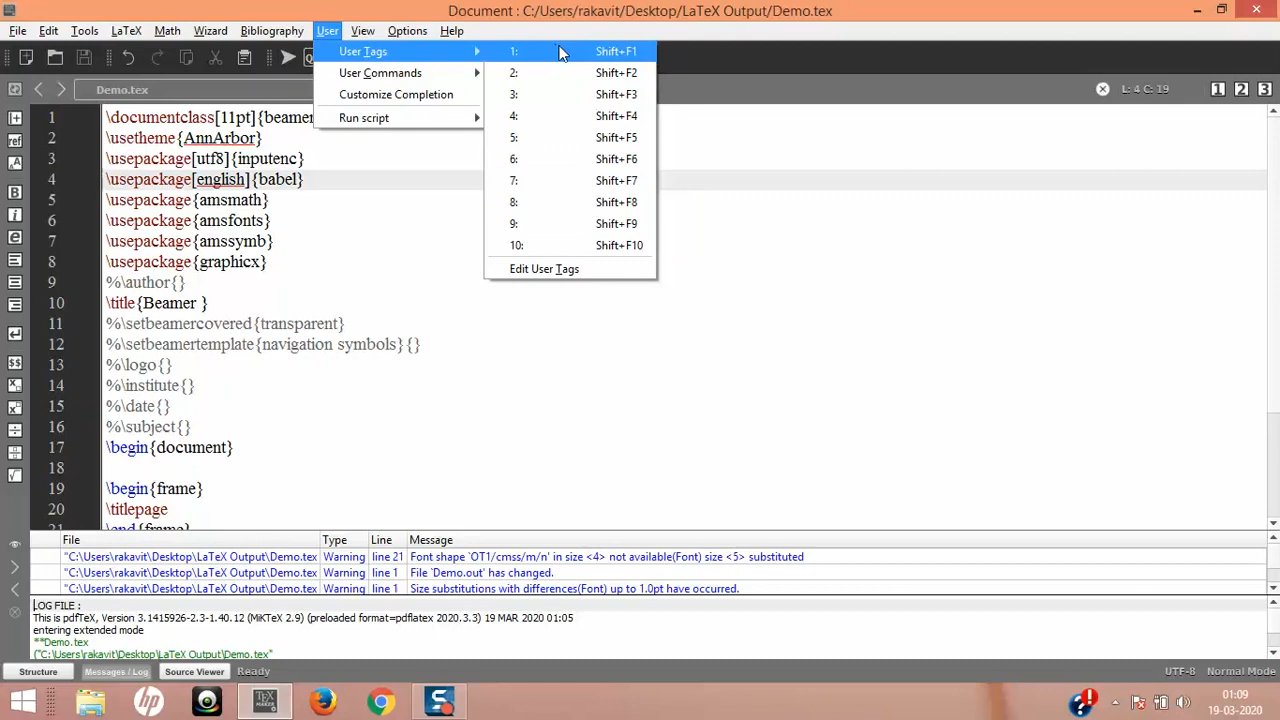 Document : C:/Users/rakavit/Desktop/LaTeX Output/Demo.tex
File Edit Tools LaTeX Math Wizard Bibliography User View Options Help
User Tags
User Commands
Customize Completion
Run script
1: Shift+F1
2: Shift+F2
3: Shift+F3
4: Shift+F4
5: Shift+F5
6: Shift+F6
7: Shift+F7
8: Shift+F8
9: Shift+F9
10: Shift+F10
Edit User Tags
Demo.tex
L: 4 C: 19
1 2 3
1 \documentclass[11pt]{beamer
2 \usetheme{AnnArbor}
3 \usepackage[utf8]{inputenc}
4 \usepackage[english]{babel}
5 \usepackage{amsmath}
6 \usepackage{amsfonts}
7 \usepackage{amssymb}
8 \usepackage{graphicx}
9 %\author{}
10 \title{Beamer }
11 %\setbeamercovered{transparent}
12 %\setbeamertemplate{navigation symbols}{}
13 %\logo{}
14 %\institute{}
15 %\date{}
16 %\subject{}
17 \begin{document}
18
19 \begin{frame}
20 \titlepage
21 \end{frame}
File Type Line Message
"C:\Users\rakavit\Desktop\LaTeX Output\Demo.tex Warning line 21 Font shape `OT1/cmss/m/n' in size <4> not available(Font) size <5> substituted
"C:\Users\rakavit\Desktop\LaTeX Output\Demo.tex Warning line 1 File `Demo.out' has changed.
"C:\Users\rakavit\Desktop\LaTeX Output\Demo.tex Warning line 1 Size substitutions with differences(Font) up to 1.0pt have occurred.
LOG FILE :
This is pdfTeX, Version 3.1415926-2.3-1.40.12 (MiKTeX 2.9) (preloaded format=pdflatex 2020.3.3) 19 MAR 2020 01:05
entering extended mode
**Demo.tex
("C:\Users\rakavit\Desktop\LaTeX Output\Demo.tex"
Structure Messages / Log Source Viewer Ready UTF-8 Normal Mode
01:09
19-03-2020